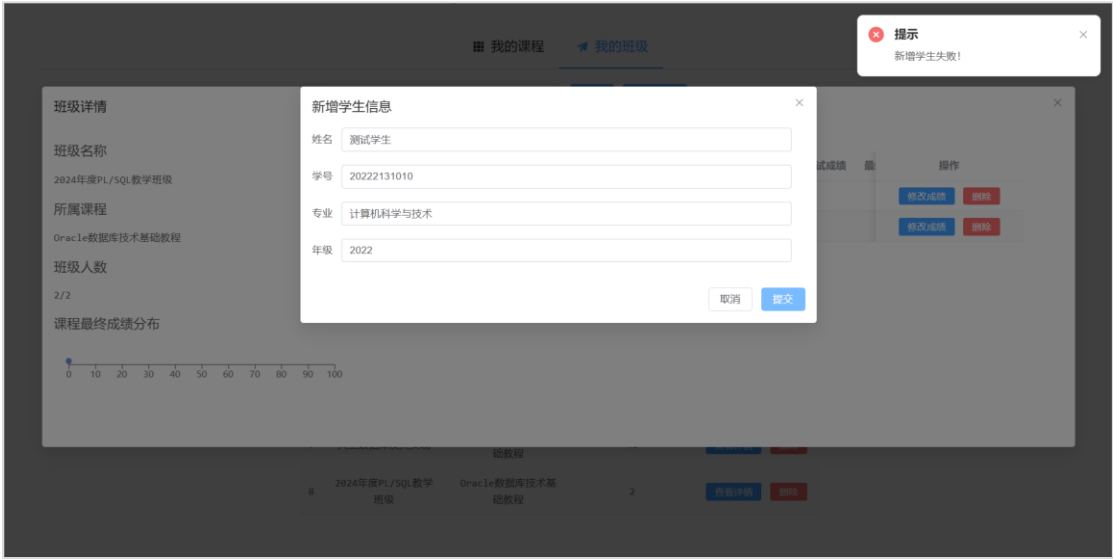 我的课程
我的班级
提示
新增学生失败！
班级详情
新增学生信息
班级名称
姓名
测试学生
试成绩
最
操作
2024年度PL/SQL教学班级
学号
20222131010
修改成绩
删除
所属课程
专业
计算机科学与技术
Oracle数据库技术基础教程
修改成绩
删除
年级
2022
班级人数
2/2
取消
提交
课程最终成绩分布
0 10 20 30 40 50 60 70 80 90 100
础教程
8
2024年度PL/SQL教学
班级
Oracle数据库技术基
础教程
2
查看详情
删除